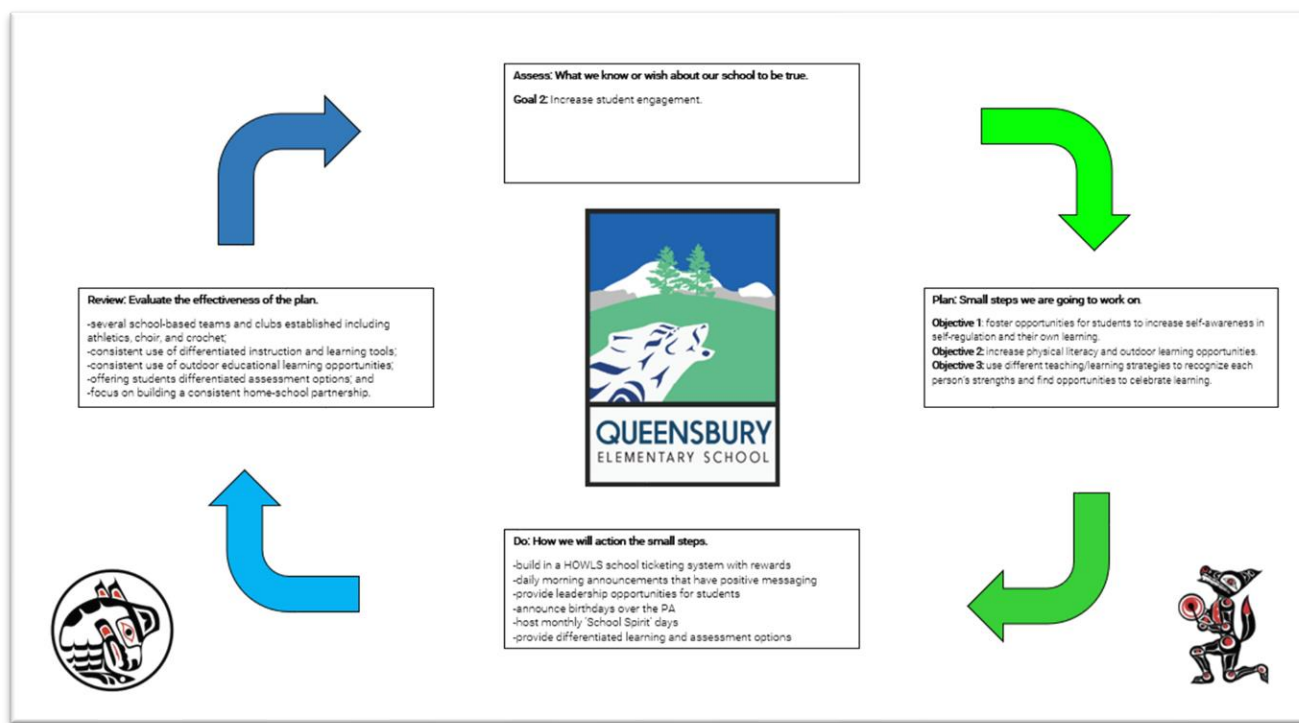 Assess: What we know or wish about our school to be true.
Goal 2: Increase student engagement.
Plan: Small steps we are going to work on.
Objective 1: foster opportunities for students to increase self-awareness in
self-regulation and their own learning.
Objective 2: increase physical literacy and outdoor learning opportunities.
Objective 3: use different teaching/learning strategies to recognize each
person's strengths and find opportunities to celebrate learning.
Do: How we will action the small steps.
-build in a HOWLS school ticketing system with rewards
-daily morning announcements that have positive messaging
-provide leadership opportunities for students
-announce birthdays over the PA
-host monthly 'School Spirit' days
-provide differentiated learning and assessment options
Review: Evaluate the effectiveness of the plan.
-several school-based teams and clubs established including
athletics, choir, and crochet;
-consistent use of differentiated instruction and learning tools;
-consistent use of outdoor educational learning opportunities;
-offering students differentiated assessment options; and
-focus on building a consistent home-school partnership.
QUEENSBURY
ELEMENTARY SCHOOL